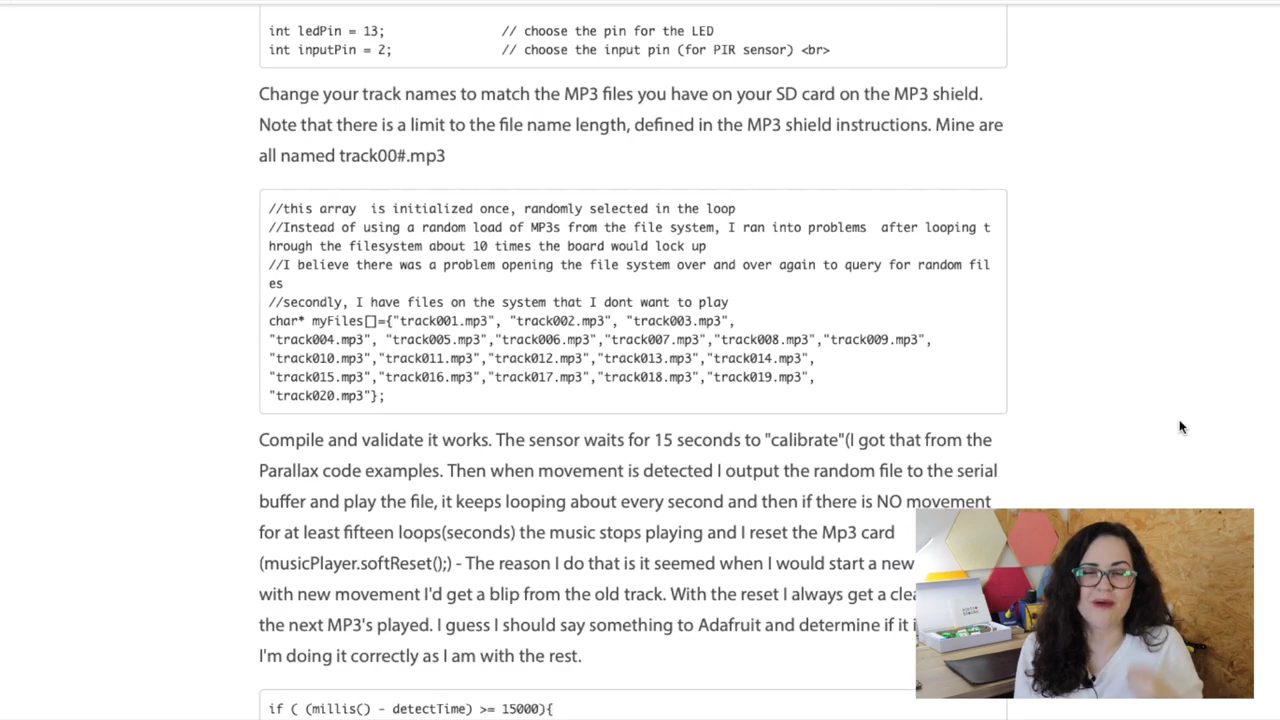 int ledPin = 13; // choose the pin for the LED
int inputPin = 2; // choose the input pin (for PIR sensor) <br>
Change your track names to match the MP3 files you have on your SD card on the MP3 shield.
Note that there is a limit to the file name length, defined in the MP3 shield instructions. Mine are
all named track00#.mp3
//this array  is initialized once, randomly selected in the loop
//Instead of using a random load of MP3s from the file system, I ran into problems  after looping t
hrough the filesystem about 10 times the board would lock up
//I believe there was a problem opening the file system over and over again to query for random fil
es
//secondly, I have files on the system that I dont want to play
char* myFiles[]={"track001.mp3", "track002.mp3", "track003.mp3",
"track004.mp3", "track005.mp3","track006.mp3","track007.mp3","track008.mp3","track009.mp3",
"track010.mp3","track011.mp3","track012.mp3","track013.mp3","track014.mp3",
"track015.mp3","track016.mp3","track017.mp3","track018.mp3","track019.mp3",
"track020.mp3"};
Compile and validate it works. The sensor waits for 15 seconds to "calibrate"(I got that from the
Parallax code examples. Then when movement is detected I output the random file to the serial
buffer and play the file, it keeps looping about every second and then if there is NO movement
for at least fifteen loops(seconds) the music stops playing and I reset the Mp3 card
(musicPlayer.softReset();) - The reason I do that is it seemed when I would start a new
with new movement I'd get a blip from the old track. With the reset I always get a
the next MP3's played. I guess I should say something to Adafruit and determine if it
I'm doing it correctly as I am with the rest.
if ( (millis() - detectTime) >= 15000){